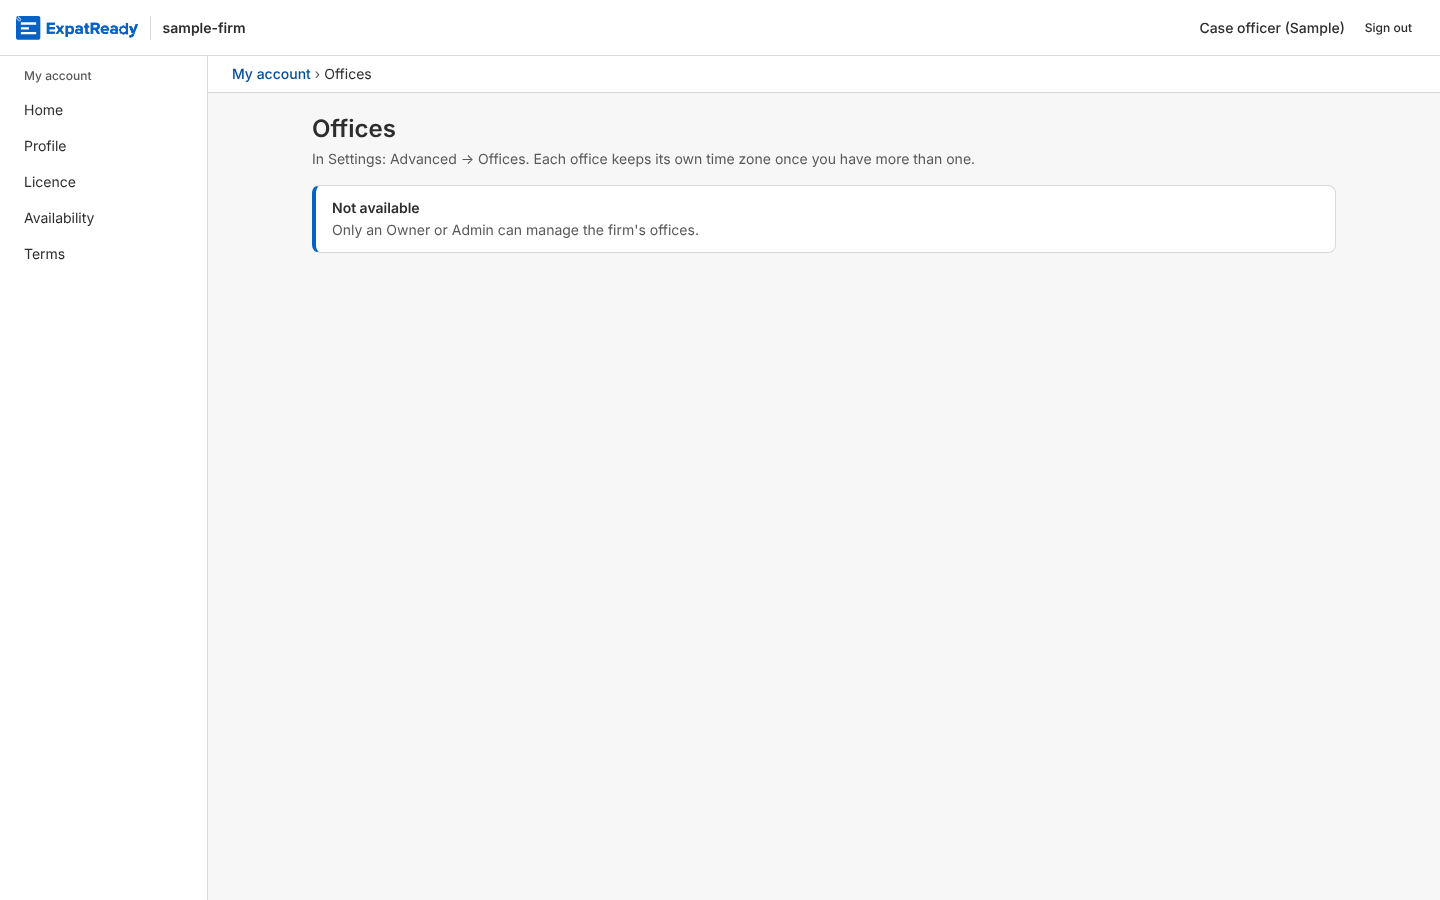 ExpatReady
sample-firm
Case officer (Sample)
Sign out
My account
Home
Profile
Licence
Availability
Terms
My account › Offices
Offices
In Settings: Advanced → Offices. Each office keeps its own time zone once you have more than one.
Not available
Only an Owner or Admin can manage the firm's offices.